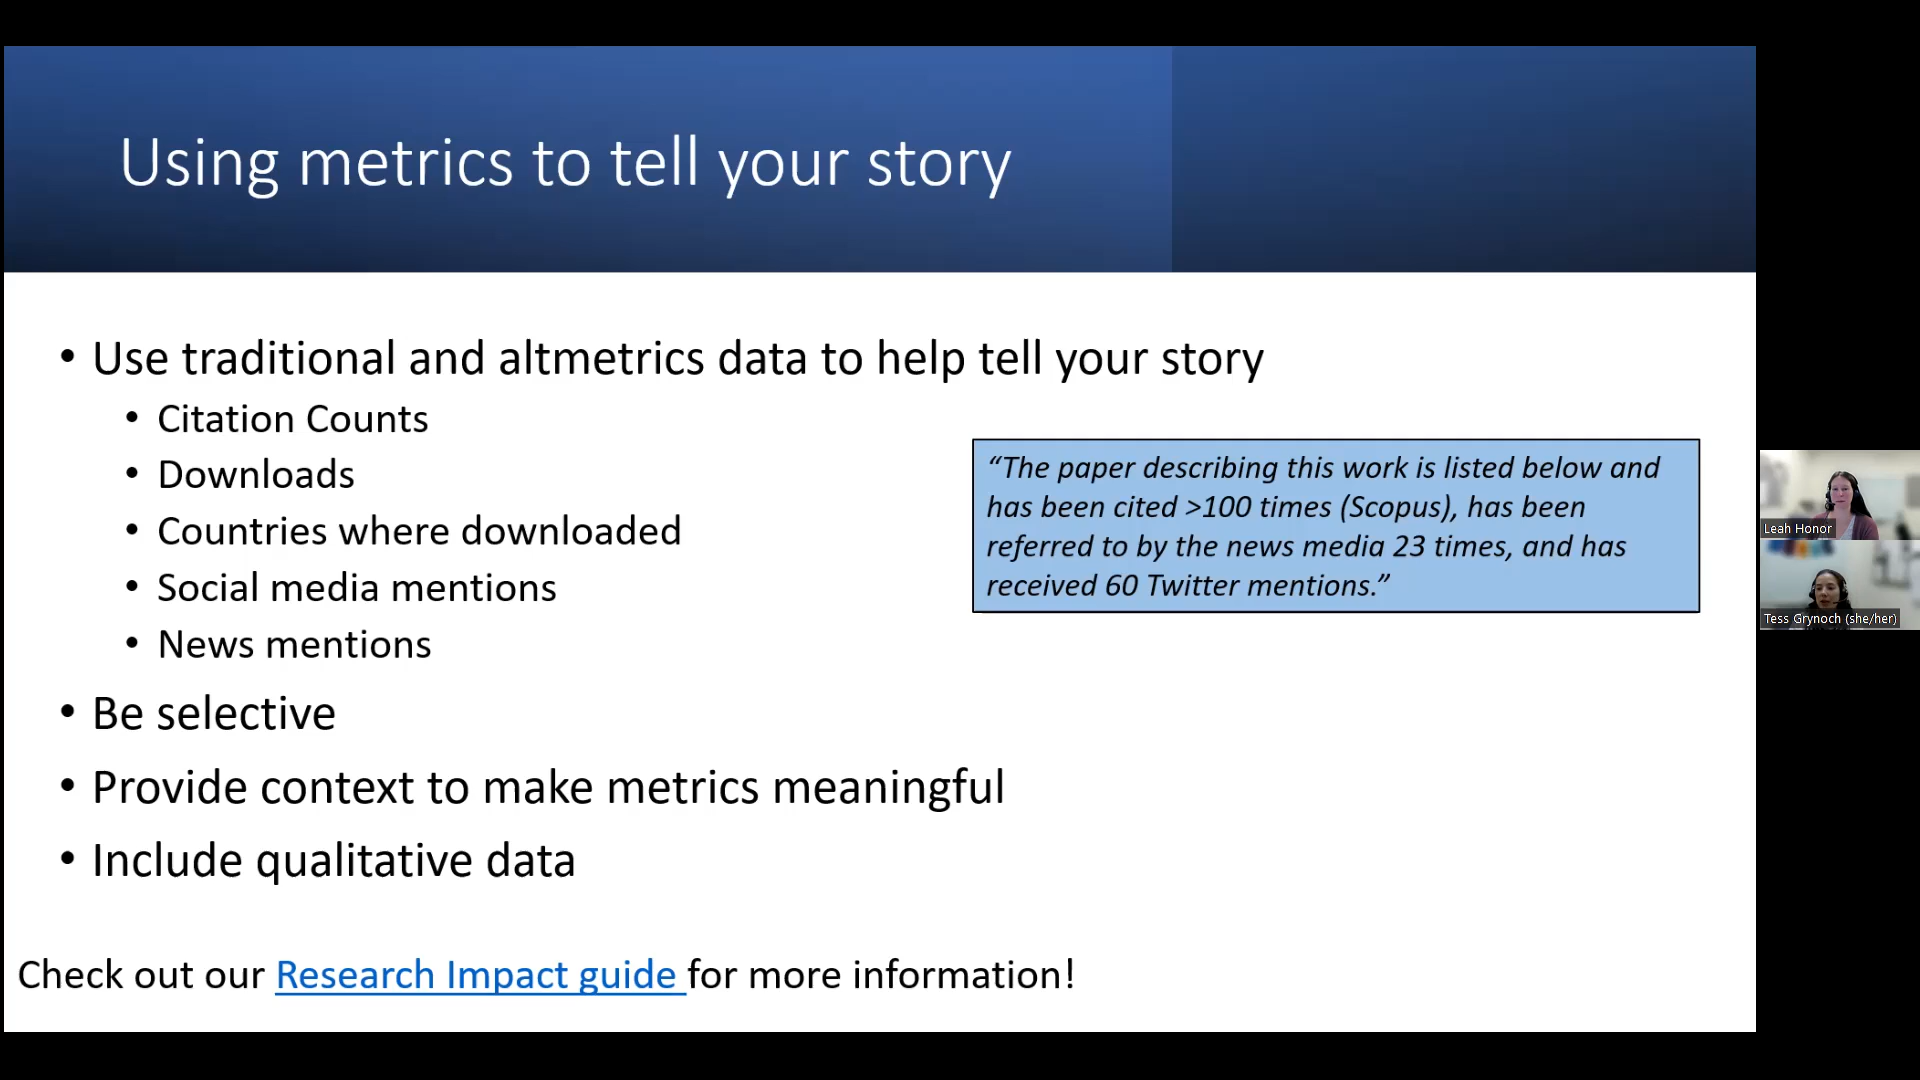 Using metrics to tell your story
• Use traditional and altmetrics data to help tell your story
• Citation Counts
• Downloads
• Countries where downloaded
• Social media mentions
• News mentions
“The paper describing this work is listed below and
has been cited >100 times (Scopus), has been
referred to by the news media 23 times, and has
received 60 Twitter mentions.”
• Be selective
• Provide context to make metrics meaningful
• Include qualitative data
Check out our Research Impact guide for more information!
Leah Honor
Tess Grynoch (she/her)